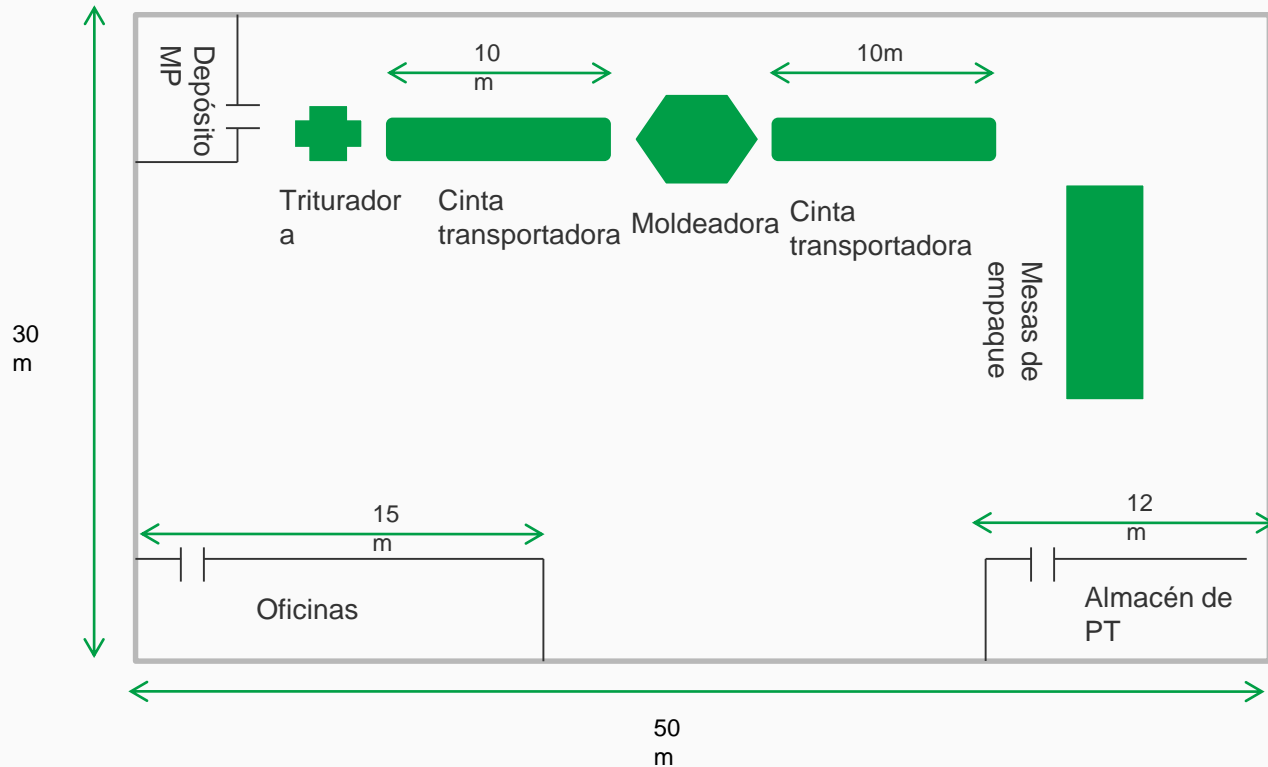 Depósito
MP
10
m
10m
Triturador
a
Cinta
transportadora
Moldeadora
Cinta
transportadora
Mesas de
empaque
30
m
15
m
12
m
Oficinas
Almacén de
PT
50
m